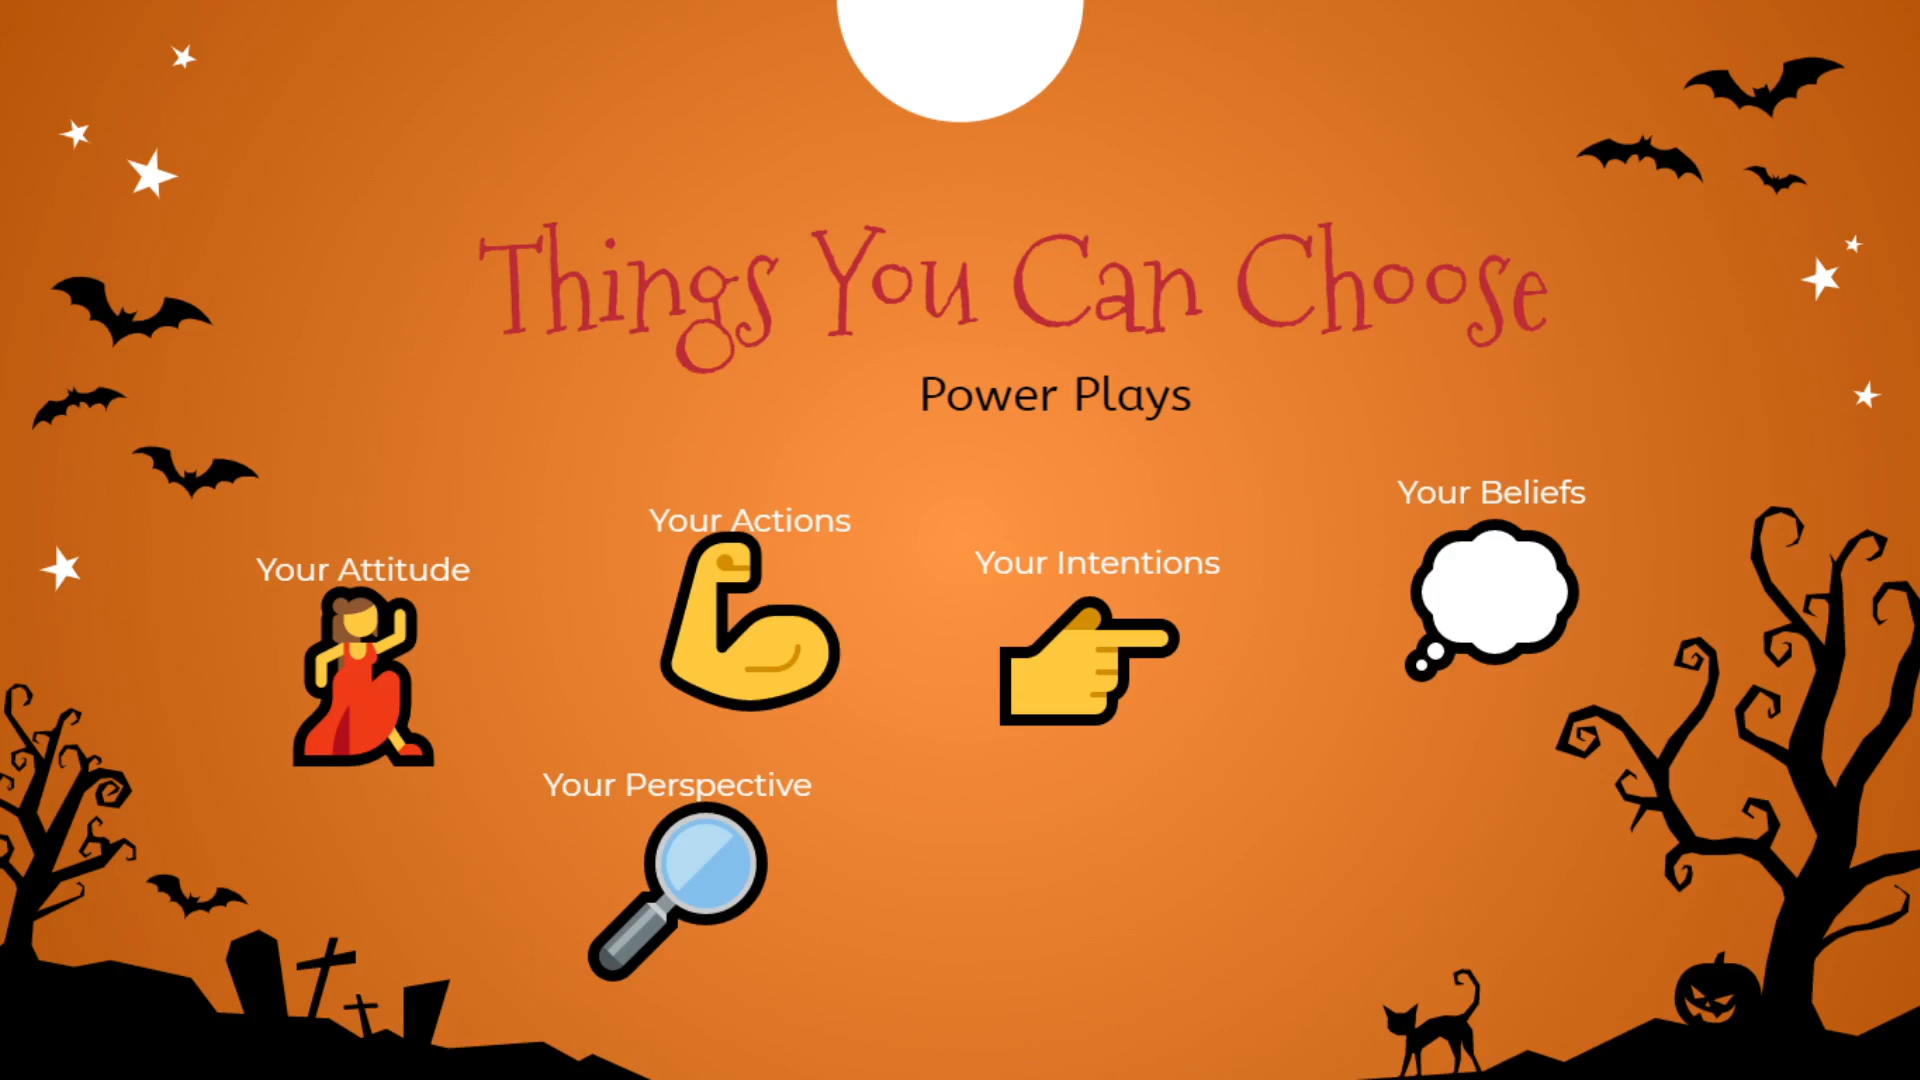 Things You Can Choose
Power Plays
Your Attitude
Your Actions
Your Intentions
Your Beliefs
Your Perspective